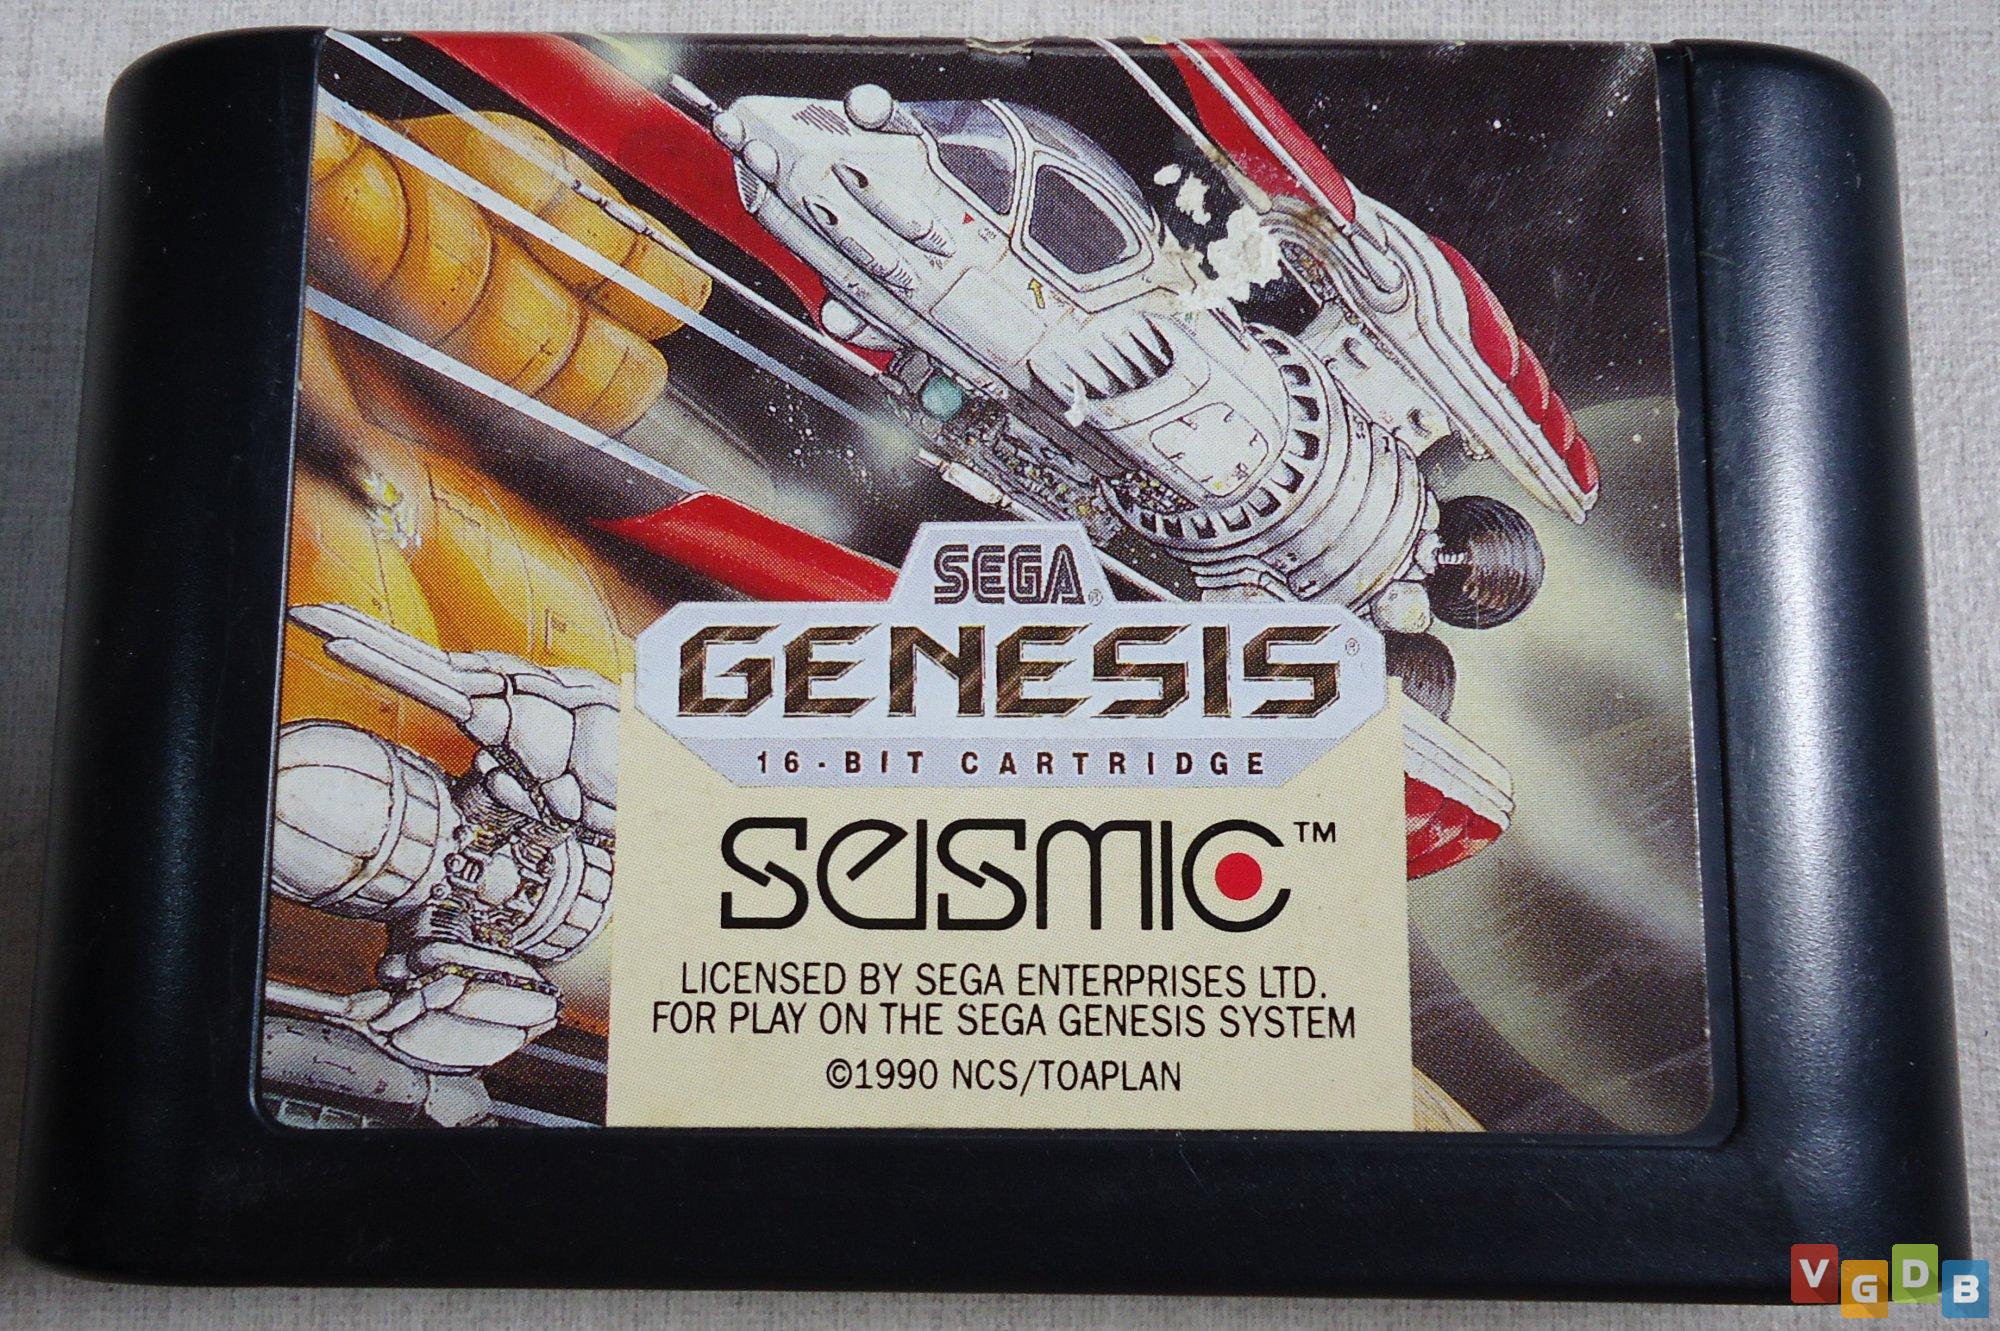 SEGA®
GENESIS®
16-BIT CARTRIDGE
SEISMIC™
LICENSED BY SEGA ENTERPRISES LTD.
FOR PLAY ON THE SEGA GENESIS SYSTEM
©1990 NCS/TOAPLAN
VGDB